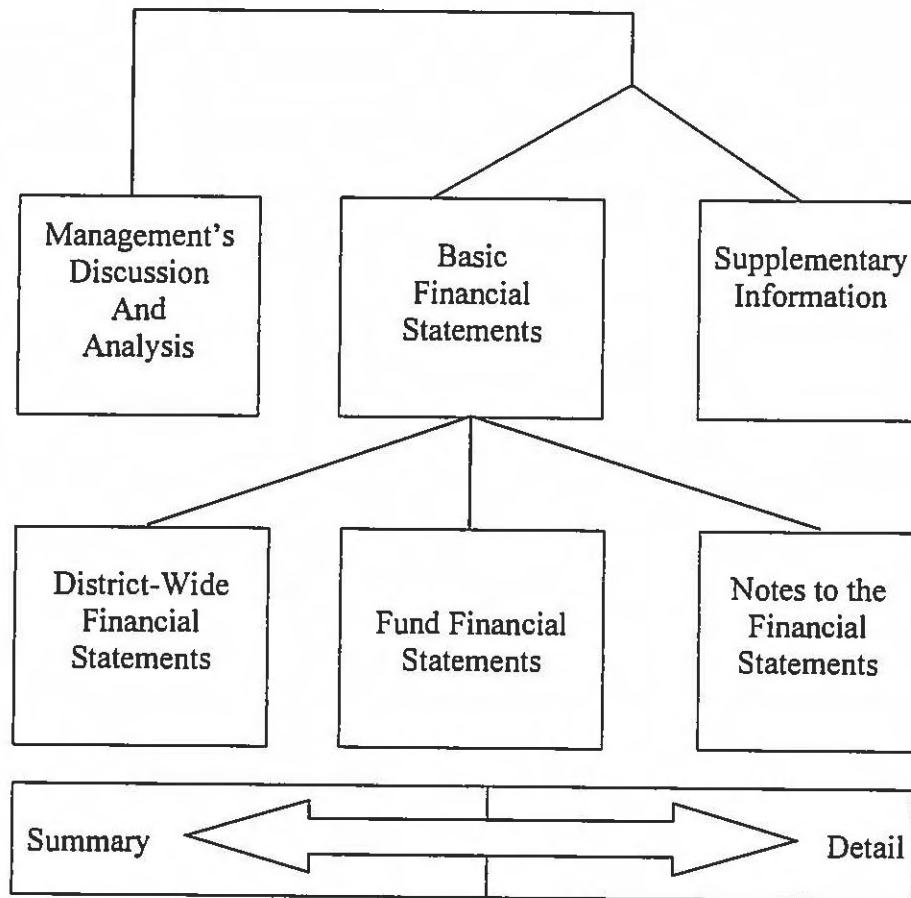 Management's
Discussion
And
Analysis
Basic
Financial
Statements
Supplementary
Information
District-Wide
Financial
Statements
Fund Financial
Statements
Notes to the
Financial
Statements
Summary
Detail